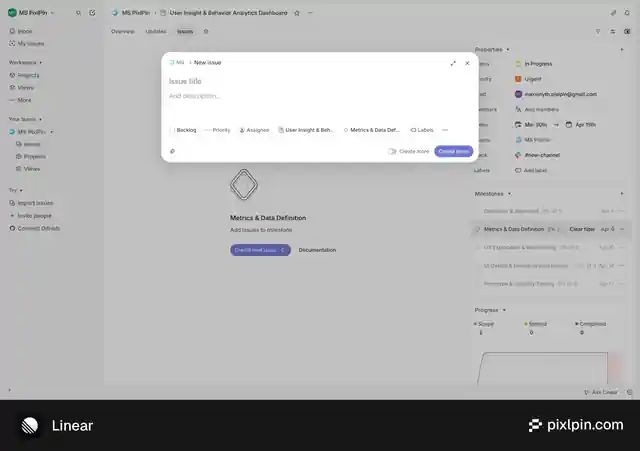 MS PixlPin
Inbox
My issues
Workspace
Projects
Views
More
Your teams
MS PixlPin
Issues
Projects
Views
Try
Import issues
Invite people
Connect GitHub
MS PixlPin › User Insight & Behavior Analytics Dashboard
Overview Updates Issues
MS › New issue
Issue title
Add description...
Backlog Priority Assignee User Insight & Beh... Metrics & Data Def... Labels
Create more Create issue
Metrics & Data Definition
Add issues to milestone
Create new issue C Documentation
Properties
In Progress
Urgent
Add members
→ Apr 19th
MS PixlPin
#new-channel
Labels Add label
Milestones
Metrics & Data Definition Clear filter
Progress
Scope Started Completed
0 0
Ask Linear
Linear
pixlpin.com